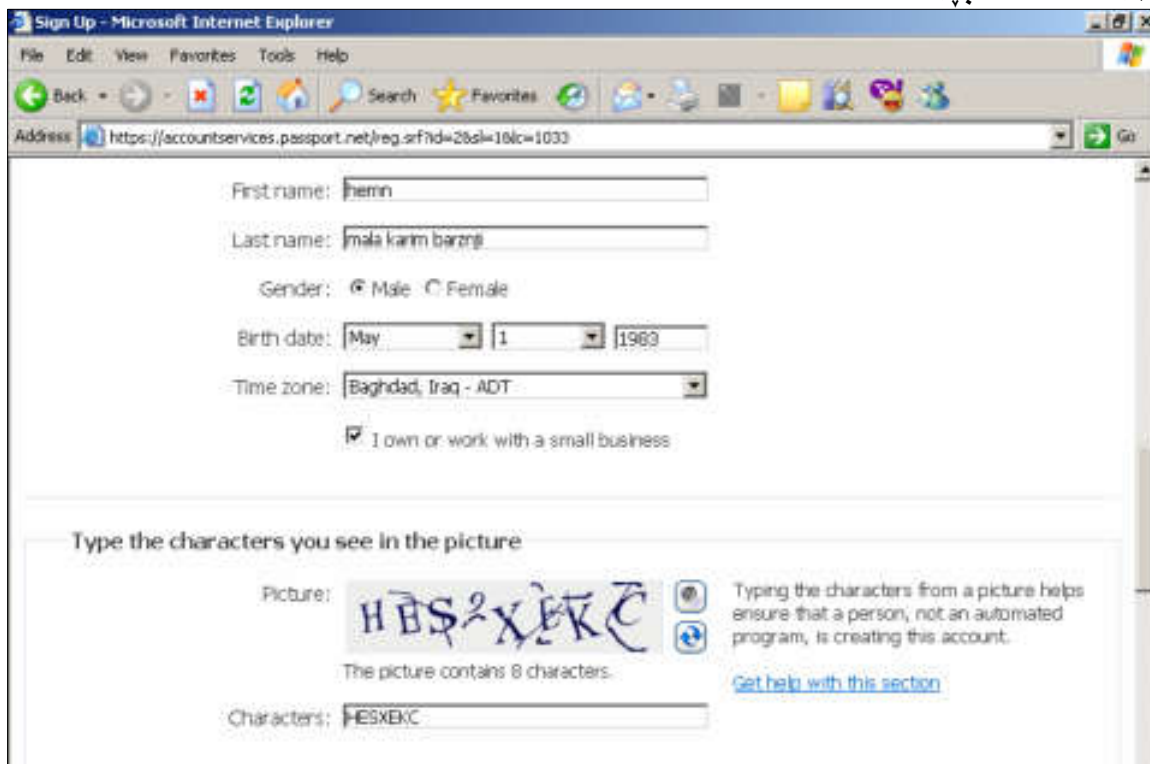 Sign Up - Microsoft Internet Explorer
File Edit View Favorites Tools Help
Back Search Favorites
Address https://accountservices.passport.net/reg.srf?id=2&sl=1&lc=1033 Go
First name: hemn
Last name: mala karim barznji
Gender: Male Female
Birth date: May 1 1983
Time zone: Baghdad, Iraq - ADT
I own or work with a small business
Type the characters you see in the picture
Picture: HES2XEKC
Typing the characters from a picture helps
ensure that a person, not an automated
program, is creating this account.
The picture contains 8 characters.
Get help with this section
Characters: HESXEKC